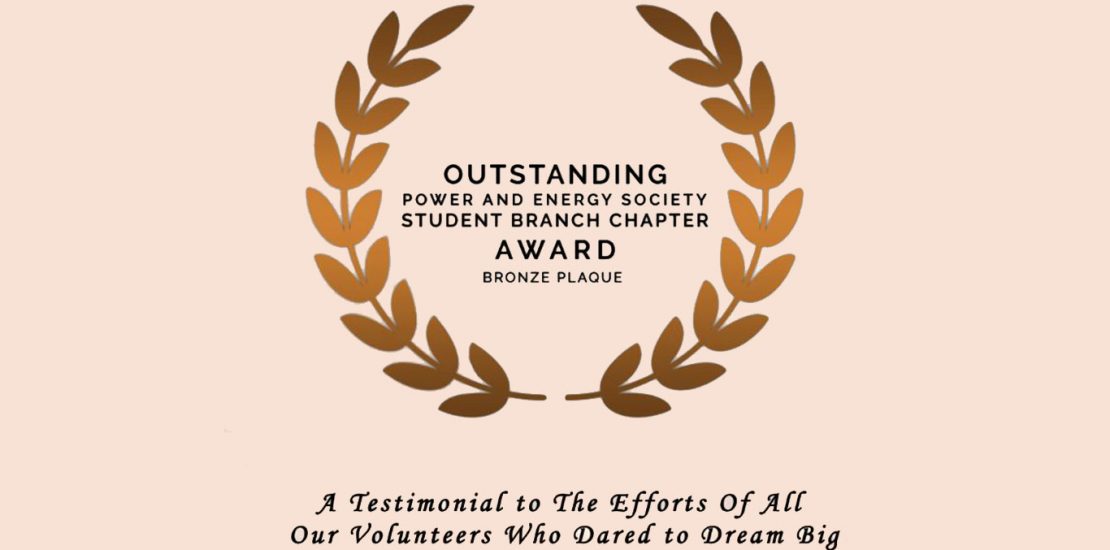 OUTSTANDING
POWER AND ENERGY SOCIETY
STUDENT BRANCH CHAPTER
AWARD
BRONZE PLAQUE
A Testimonial to The Efforts Of All
Our Volunteers Who Dared to Dream Big